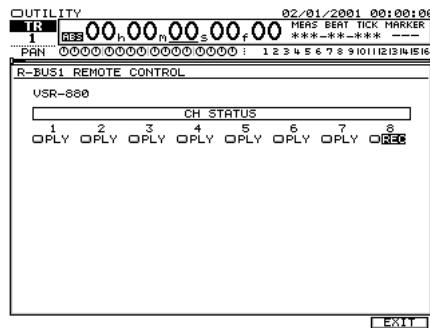 UTILITY 02/01/2001 00:00:00
TR 1 ABS 00h00m00s00f00 MEAS BEAT TICK MARKER
***-**-*** ---
PAN 1 2 3 4 5 6 7 8 9 10 11 12 13 14 15 16
R-BUS1 REMOTE CONTROL
VSR-880
CH STATUS
1 2 3 4 5 6 7 8
PLY PLY PLY PLY PLY PLY PLY REC
EXIT